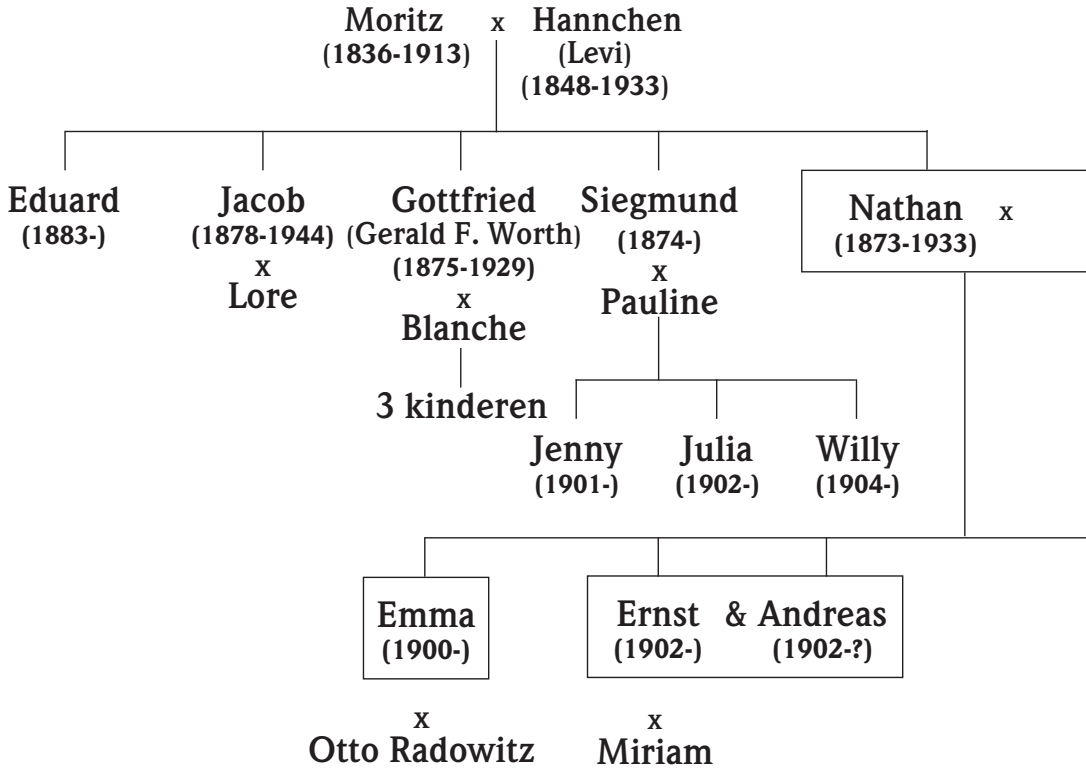 Moritz x Hannchen
(1836-1913) (Levi)
(1848-1933)
Eduard Jacob Gottfried Siegmund Nathan x
(1883-) (1878-1944) (Gerald F. Worth) (1874-) (1873-1933)
x (1875-1929) x
Lore x Pauline
Blanche
3 kinderen
Jenny Julia Willy
(1901-) (1902-) (1904-)
Emma Ernst & Andreas
(1900-) (1902-) (1902-?)
x x
Otto Radowitz Miriam